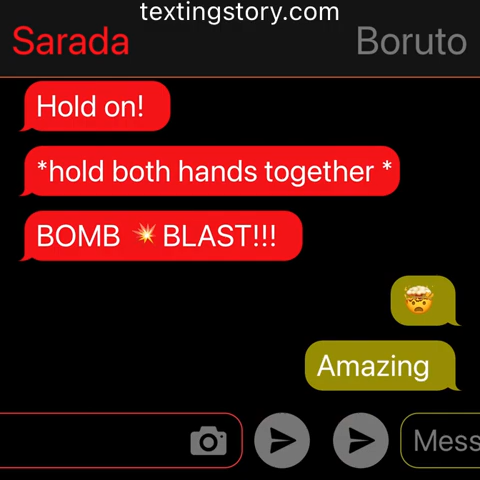 textingstory.com
Sarada Boruto
Hold on!
*hold both hands together *
BOMB 💥BLAST!!!
🤯
Amazing
Mess